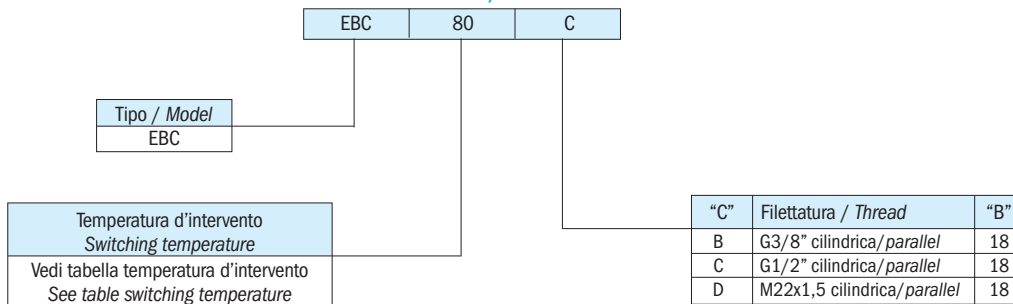 EBC 80 C
Tipo / Model
EBC
Temperatura d’intervento
Switching temperature
Vedi tabella temperatura d’intervento
See table switching temperature
“C” Filettatura / Thread “B”
B G3/8” cilindrica/parallel 18
C G1/2” cilindrica/parallel 18
D M22x1,5 cilindrica/parallel 18